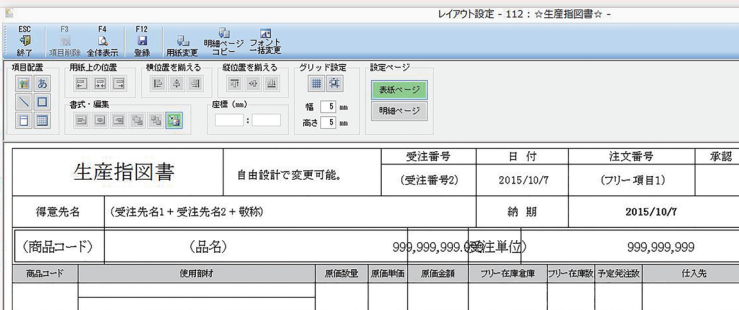 レイアウト設定 - 112：☆生産指図書☆ -
ESC F3 F4 F12
終了 項目削除 全体表示 登録 用紙変更 明細ページコピー フォント一括変更
項目配置 用紙上の位置 横位置を揃える 縦位置を揃える グリッド設定 設定ページ
あ 表紙ページ
書式・編集 座標 (mm) 幅 5 mm 明細ページ
: 高さ 5 mm
生産指図書 自由設計で変更可能。 受注番号 日 付 注文番号 承認
(受注番号2) 2015/10/7 (フリー項目1)
得意先名 (受注先名1＋受注先名2＋敬称) 納 期 2015/10/7
(商品コード) (品名) 999,999,999. 受注単位) 999,999,999
商品コード 使用部材 原価数量 原価単価 原価金額 フリー在庫倉庫 フリー在庫数 予定発注数 仕入先